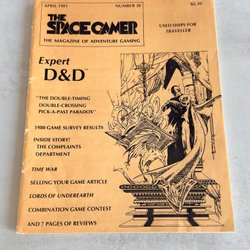 APRIL 1981 NUMBER 38 $2.50
THE
SPACE GAMER
THE MAGAZINE OF ADVENTURE GAMING
USED SHIPS FOR
TRAVELLER
Expert
D&D
"THE DOUBLE-TIMING
DOUBLE-CROSSING
PICK-A-PAST PARADOX"
1980 GAME SURVEY RESULTS
INSIDE STORY!
THE COMPLAINTS
DEPARTMENT
TIME WAR
SELLING YOUR GAME ARTICLE
LORDS OF UNDEREARTH
COMBINATION GAME CONTEST
AND 7 PAGES OF REVIEWS